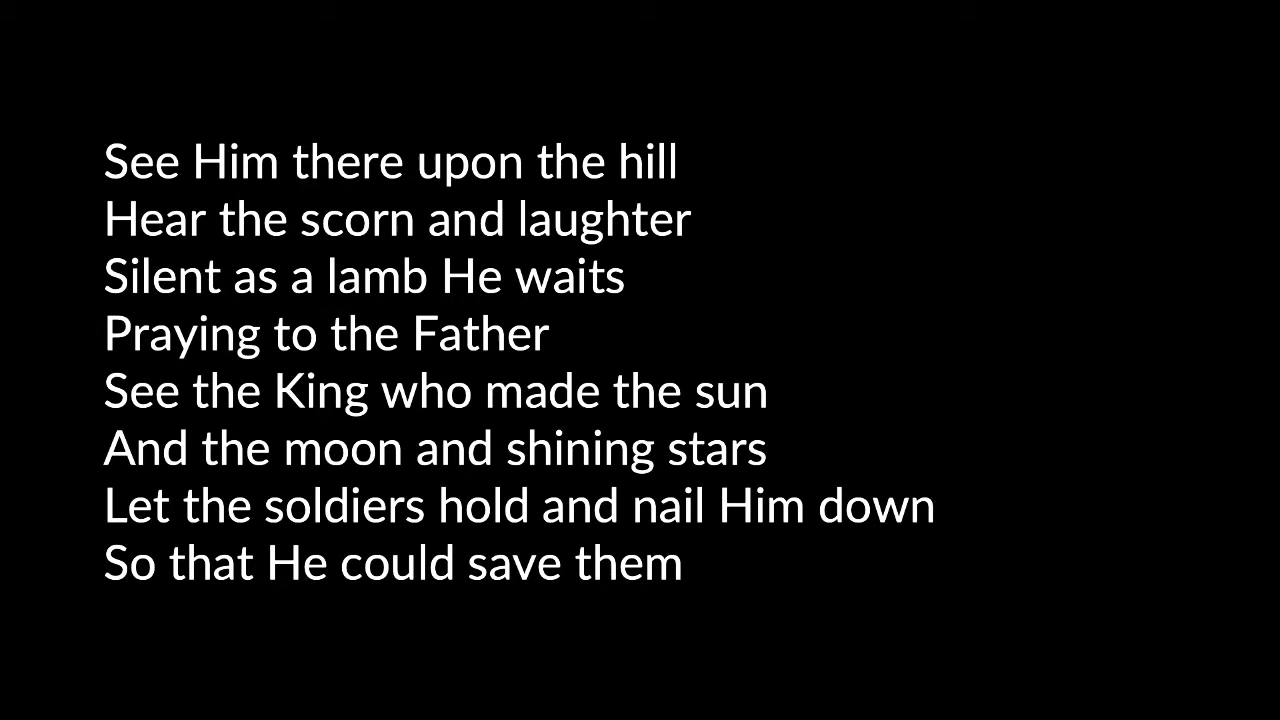 See Him there upon the hill
Hear the scorn and laughter
Silent as a lamb He waits
Praying to the Father
See the King who made the sun
And the moon and shining stars
Let the soldiers hold and nail Him down
So that He could save them